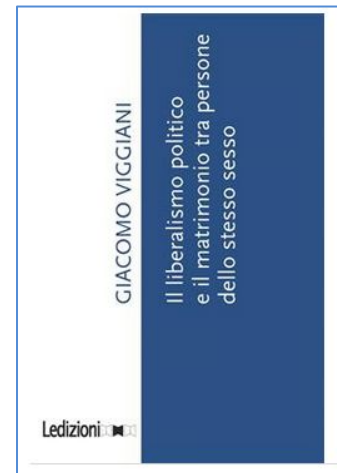 GIACOMO VIGGIANI
Il liberalismo politico
e il matrimonio tra persone
dello stesso sesso
Ledizioni